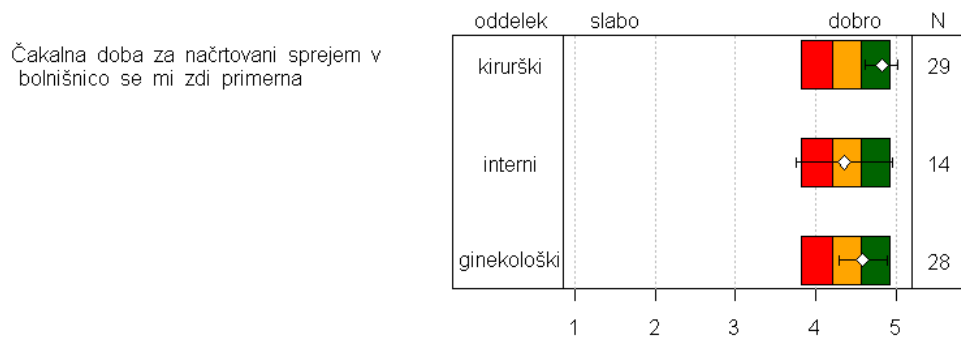 oddelek slabo dobro N
Čakalna doba za načrtovani sprejem v
bolnišnico se mi zdi primerna
kirurški 29
interni 14
ginekološki 28
1 2 3 4 5